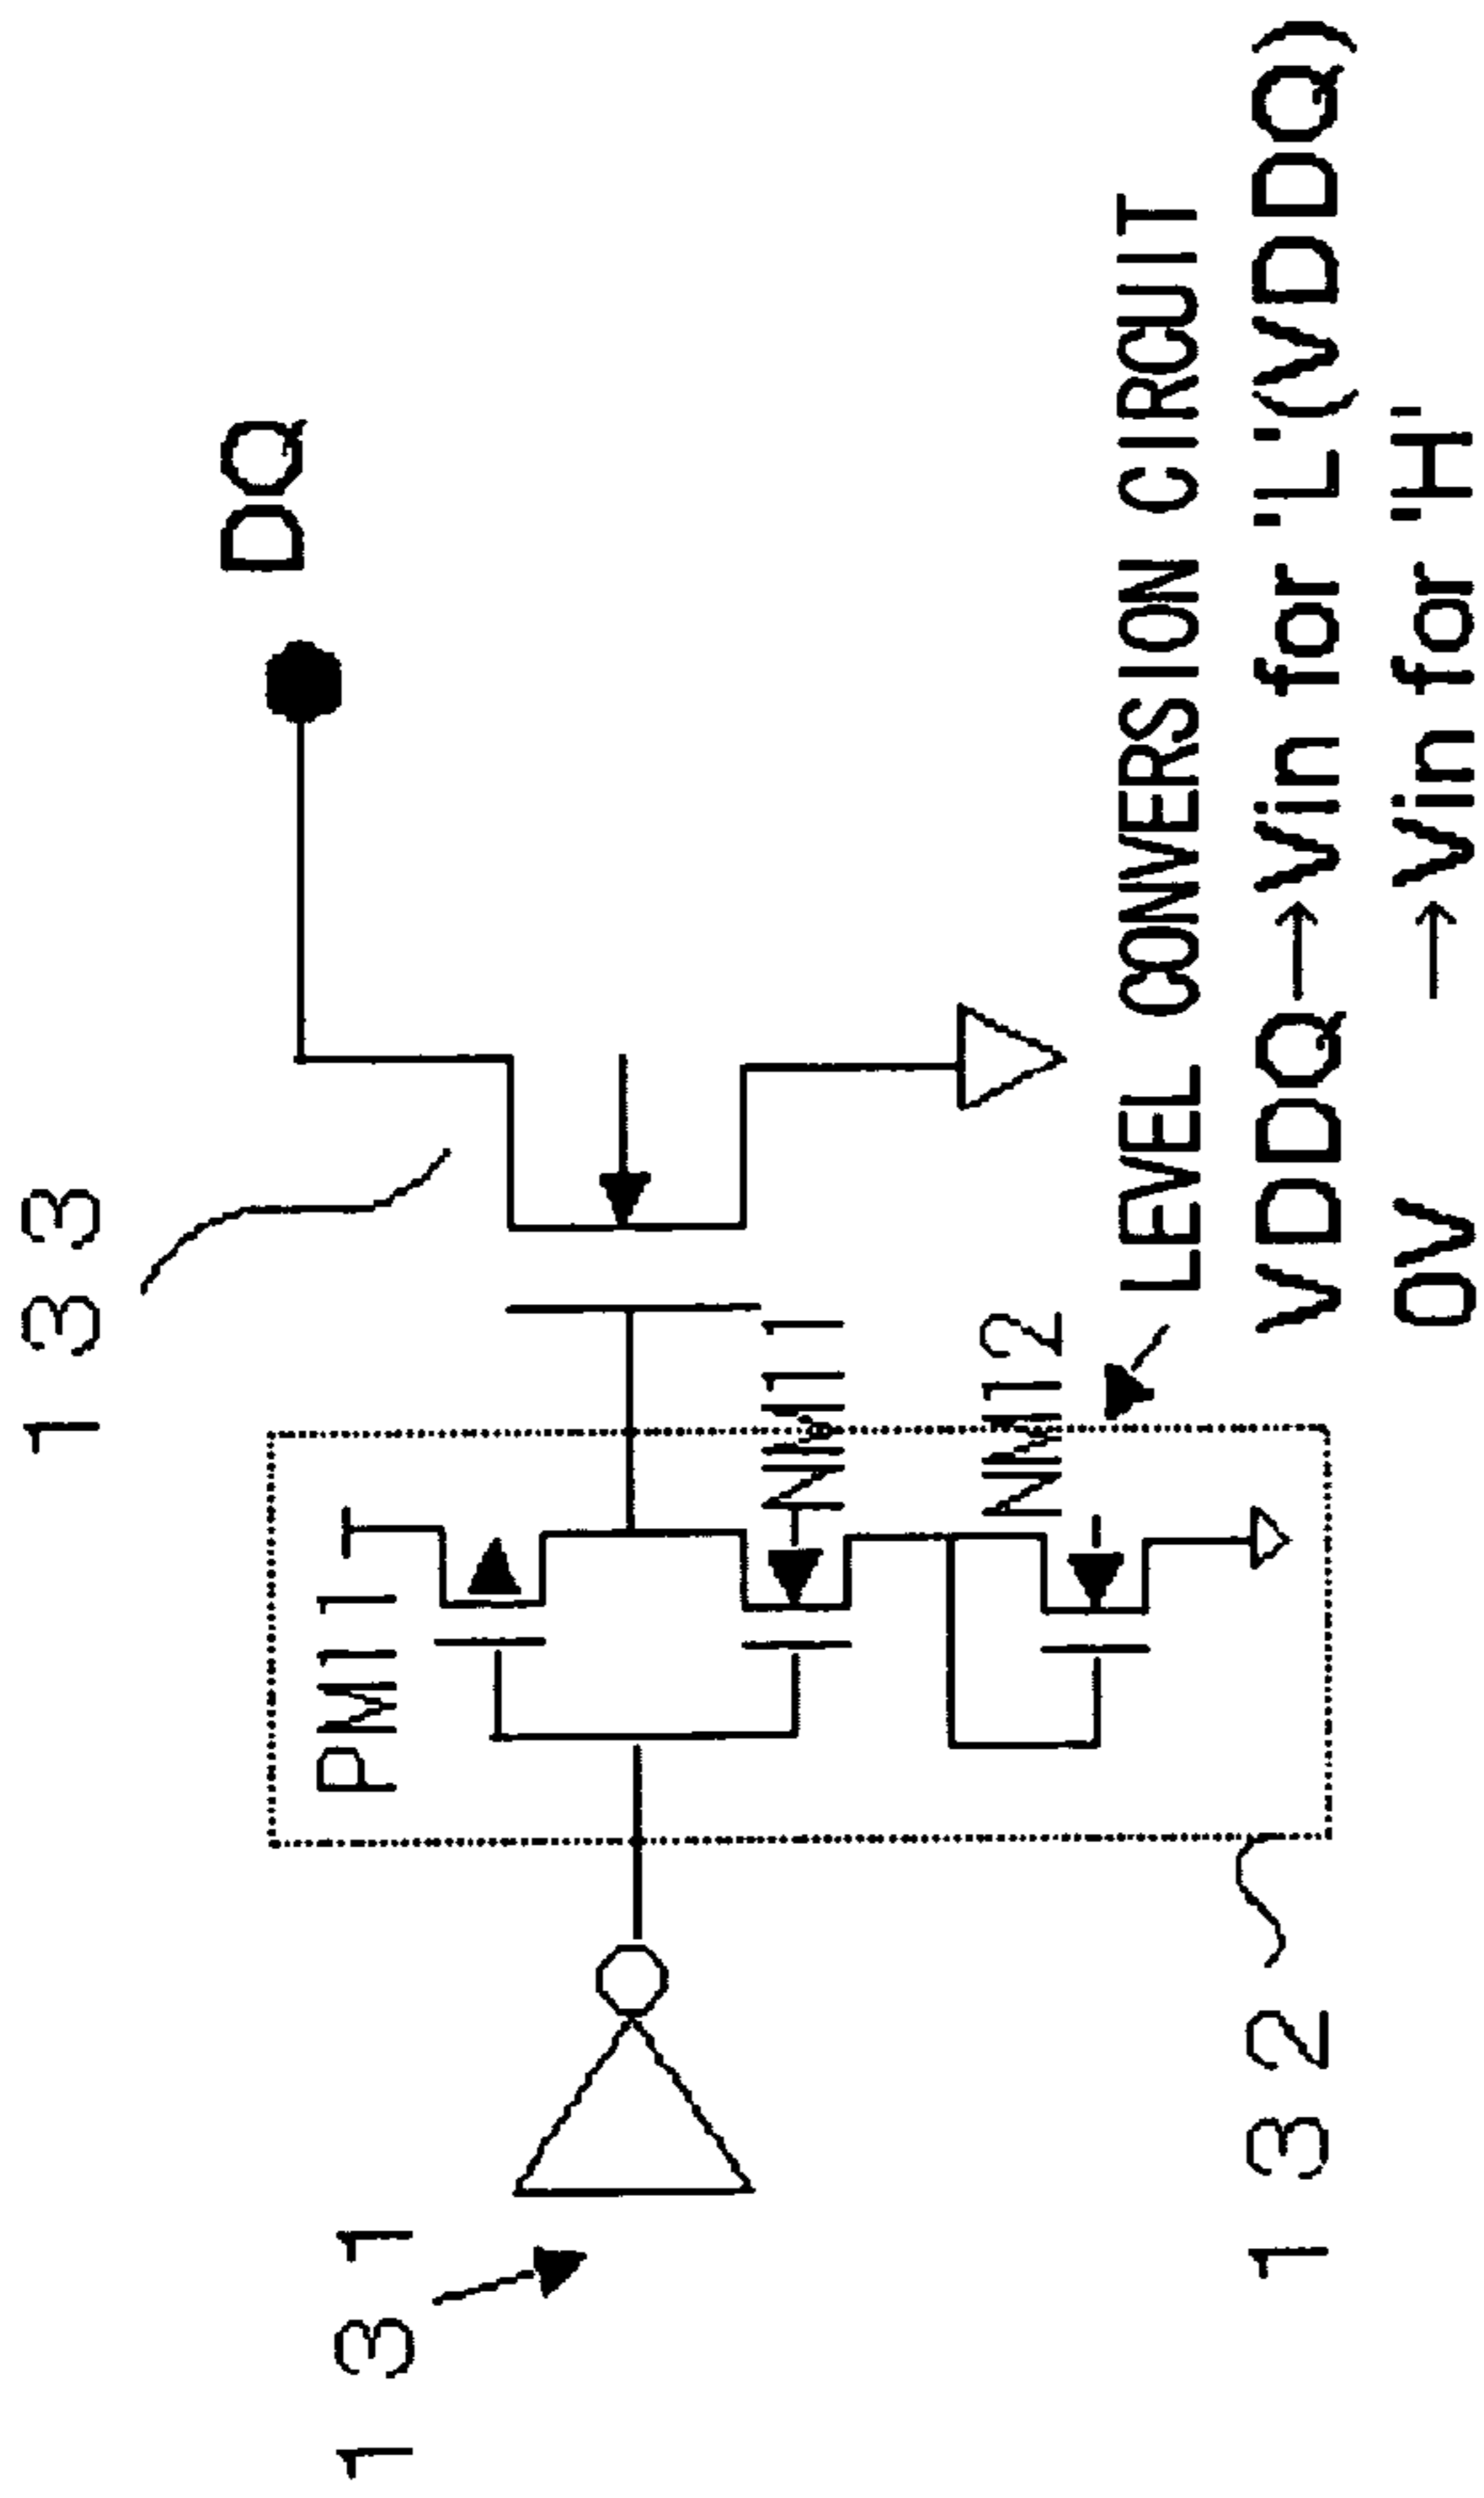 133
DQ
131
PM11
NM11
NM12
132
LEVEL CONVERSION CIRCUIT
VDDQ → Vin for 'L'(VDDQ)
0V → Vin for 'H'